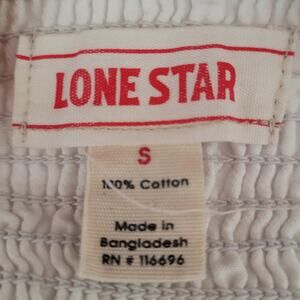 LONE STAR
S
100% Cotton
Made in
Bangladesh
RN # 116696